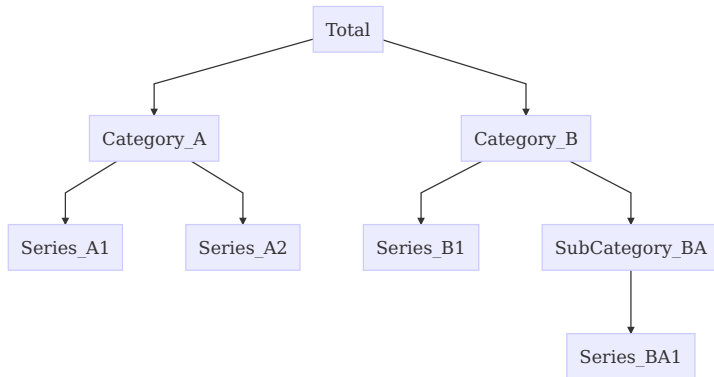 Total
Category_A
Category_B
Series_A1
Series_A2
Series_B1
SubCategory_BA
Series_BA1